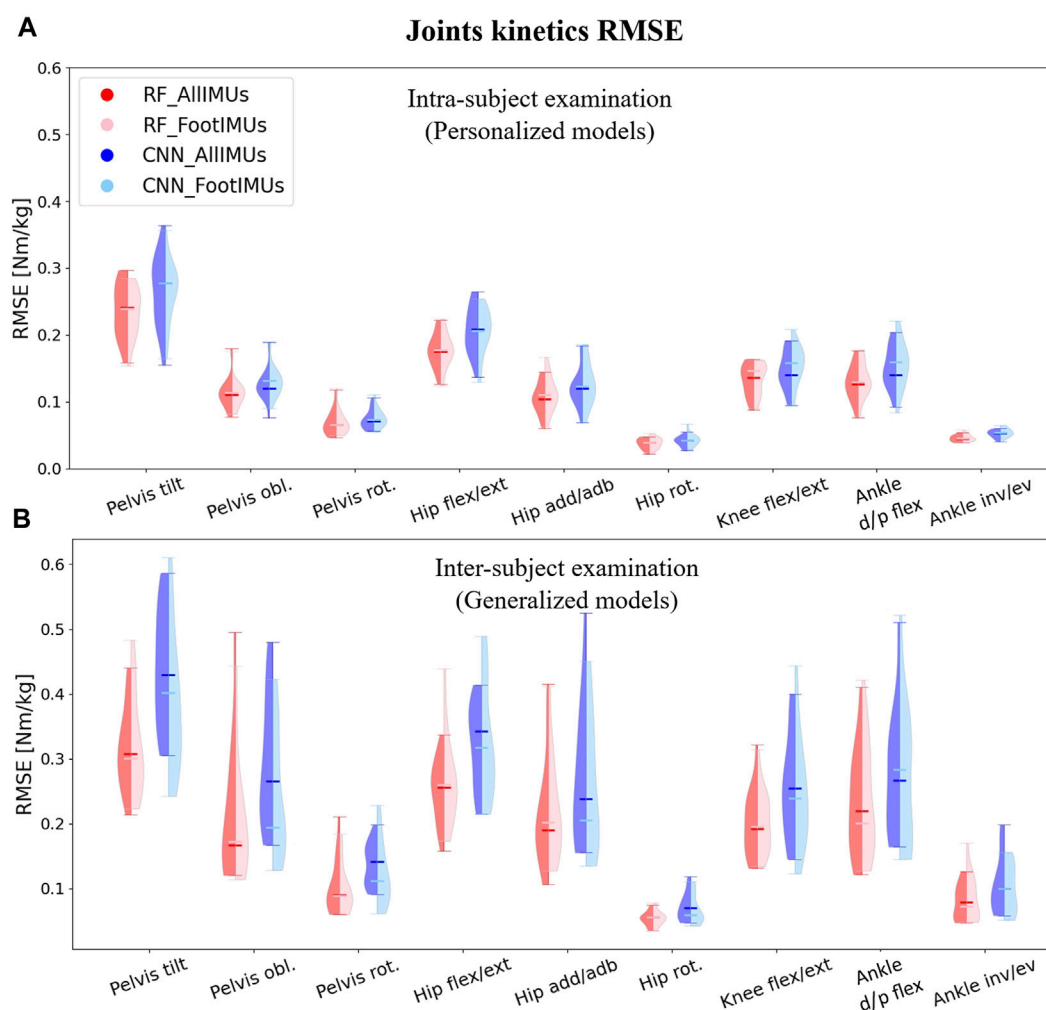 A
Joints kinetics RMSE
0.6
0.5
0.4
0.3
0.2
0.1
0.0
RMSE [Nm/kg]
RF_AllIMUs
RF_FootIMUs
CNN_AllIMUs
CNN_FootIMUs
Intra-subject examination
(Personalized models)
Pelvis tilt
Pelvis obl.
Pelvis rot.
Hip flex/ext
Hip add/adb
Hip rot.
Knee flex/ext
Ankle
d/p flex
Ankle inv/ev
B
0.6
0.5
0.4
0.3
0.2
0.1
RMSE [Nm/kg]
Inter-subject examination
(Generalized models)
Pelvis tilt
Pelvis obl.
Pelvis rot.
Hip flex/ext
Hip add/adb
Hip rot.
Knee flex/ext
Ankle
d/p flex
Ankle inv/ev